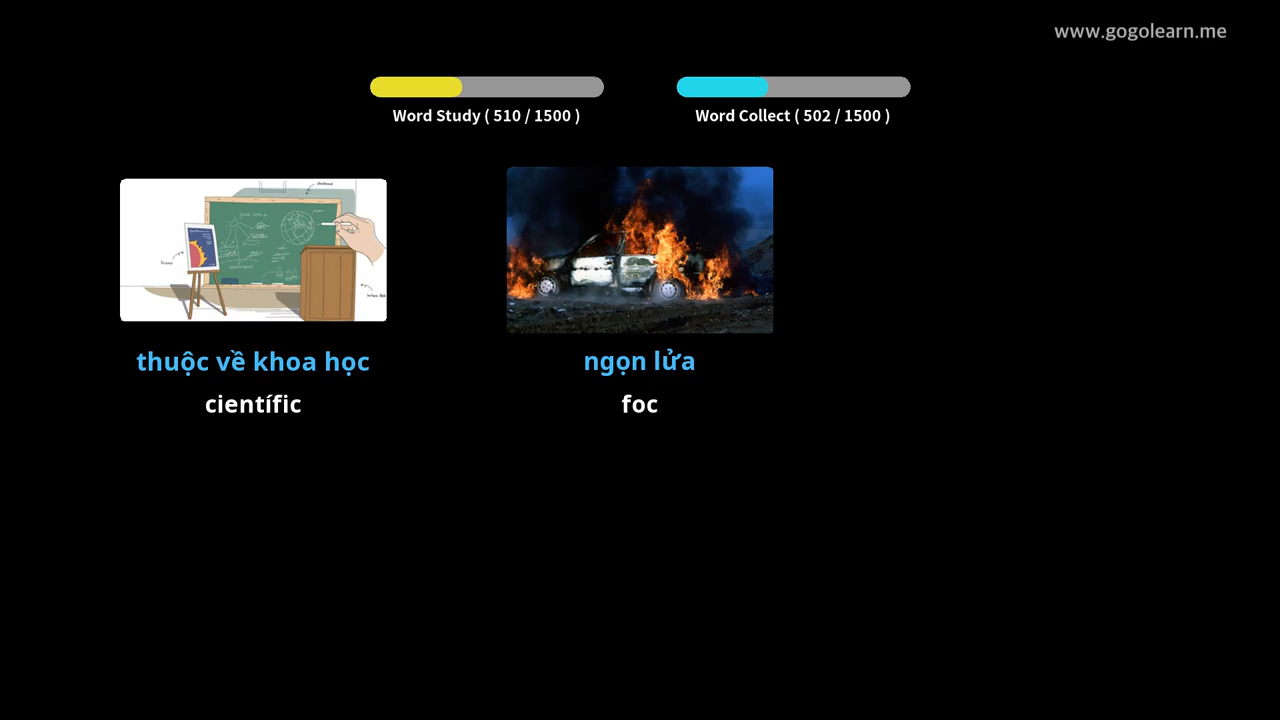 www.gogolearn.me
Word Study ( 510 / 1500 )
Word Collect ( 502 / 1500 )
thuộc về khoa học
científic
ngọn lửa
foc